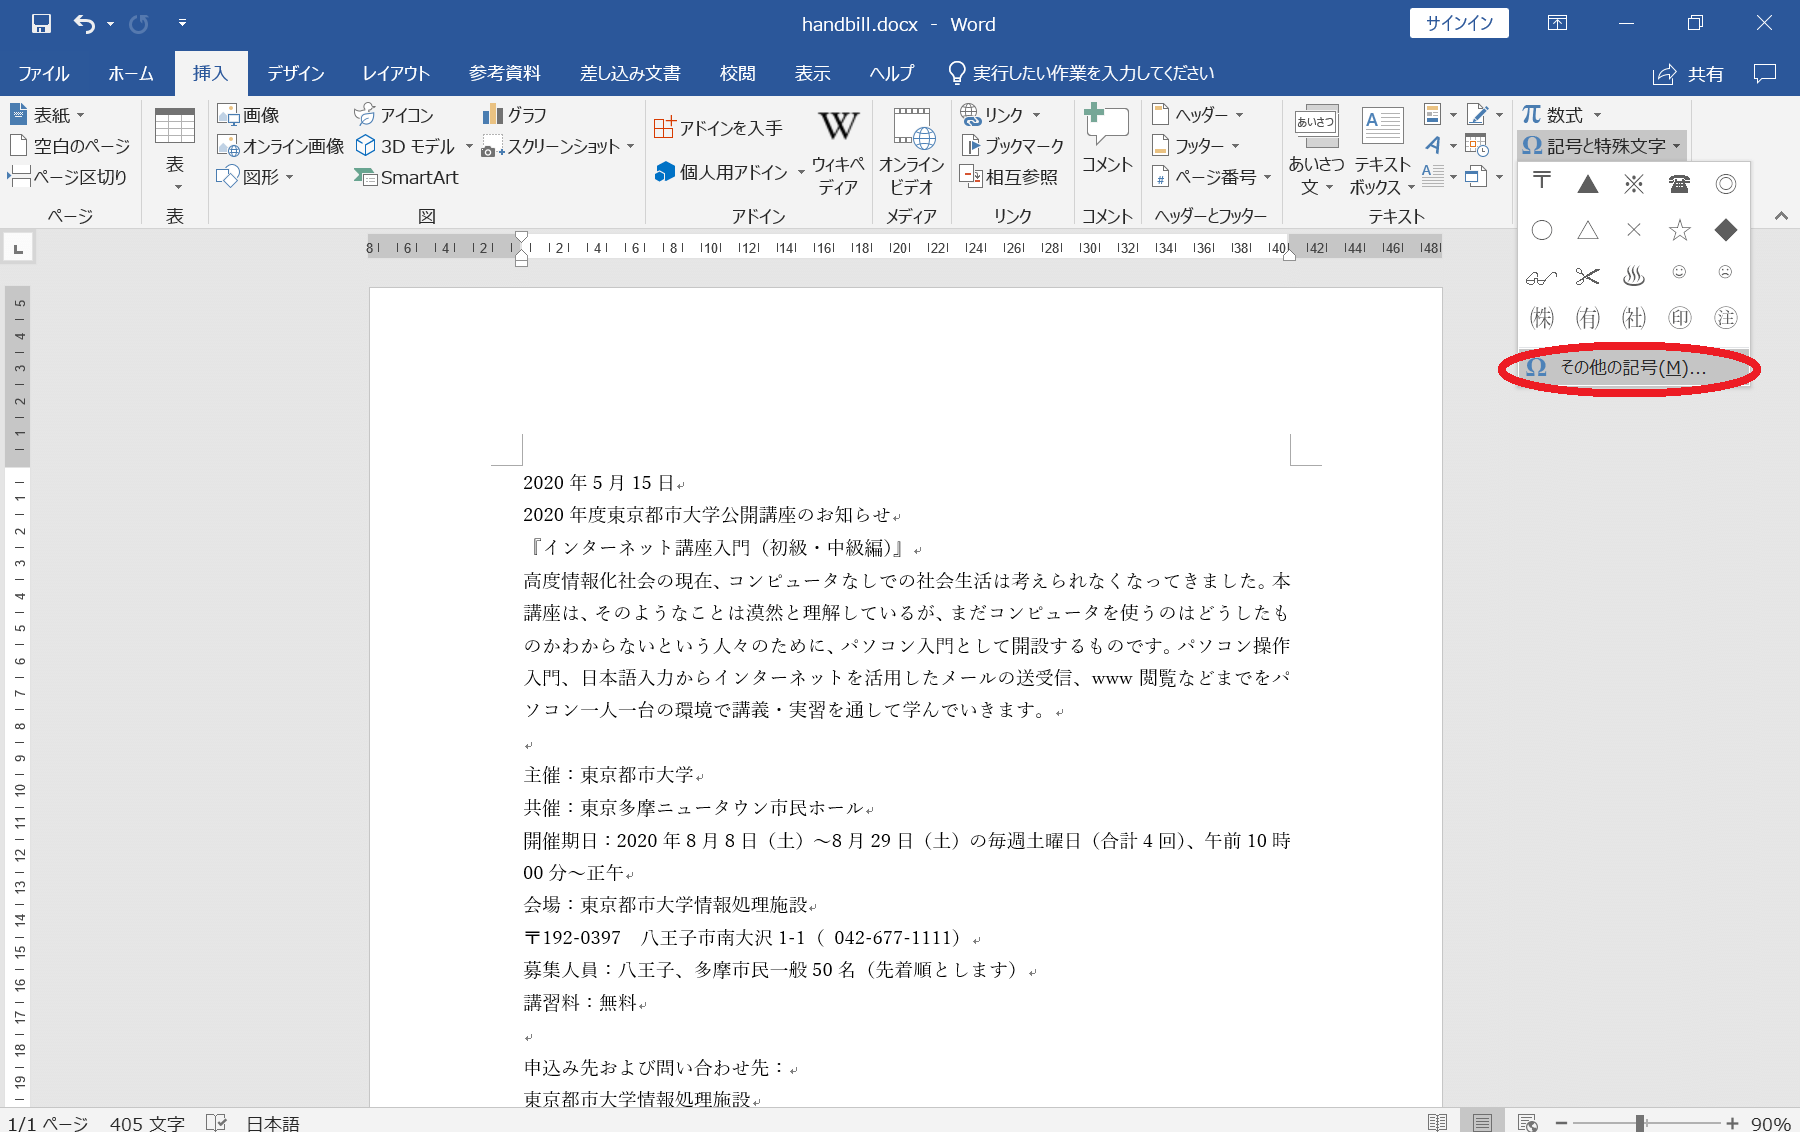 handbill.docx - Word
サインイン
ファイル ホーム 挿入 デザイン レイアウト 参考資料 差し込み文書 校閲 表示 ヘルプ 実行したい作業を入力してください 共有
表紙
空白のページ
ページ区切り
ページ
表
表
画像
オンライン画像
図形
アイコン
3D モデル
SmartArt
グラフ
スクリーンショット
図
アドインを入手
個人用アドイン
W
ウィキペ
ディア
アドイン
オンライン
ビデオ
メディア
リンク
ブックマーク
相互参照
リンク
コメント
コメント
ヘッダー
フッター
ページ番号
ヘッダーとフッター
あいさつ
あいさつ
文
テキスト
ボックス
テキスト
π 数式
Ω 記号と特殊文字
〒 ▲ ※ ☎ ◎
○ △ × ☆ ◆
👓 ✂ ♨ ☺ ☹
㈱ ㈲ ㈳ ㊞ ㊟
Ω その他の記号(M)...
8 6 4 2 2 4 6 8 10 12 14 16 18 20 22 24 26 28 30 32 34 36 38 40 42 44 46 48
5 4 3 2 1 1 2 3 4 5 6 7 8 9 10 11 12 13 14 15 16 17 18 19
2020 年 5 月 15 日
2020 年度東京都市大学公開講座のお知らせ
『インターネット講座入門（初級・中級編）』
高度情報化社会の現在、コンピュータなしでの社会生活は考えられなくなってきました。本
講座は、そのようなことは漠然と理解しているが、まだコンピュータを使うのはどうしたも
のかわからないという人々のために、パソコン入門として開設するものです。パソコン操作
入門、日本語入力からインターネットを活用したメールの送受信、www 閲覧などまでをパ
ソコン一人一台の環境で講義・実習を通して学んでいきます。
主催：東京都市大学
共催：東京多摩ニュータウン市民ホール
開催期日：2020 年 8 月 8 日（土）～8 月 29 日（土）の毎週土曜日（合計 4 回）、午前 10 時
00 分～正午
会場：東京都市大学情報処理施設
〒192-0397　八王子市南大沢 1-1（ 042-677-1111）
募集人員：八王子、多摩市民一般 50 名（先着順とします）
講習料：無料
申込み先および問い合わせ先：
東京都市大学情報処理施設
1/1 ページ 405 文字 日本語 90%